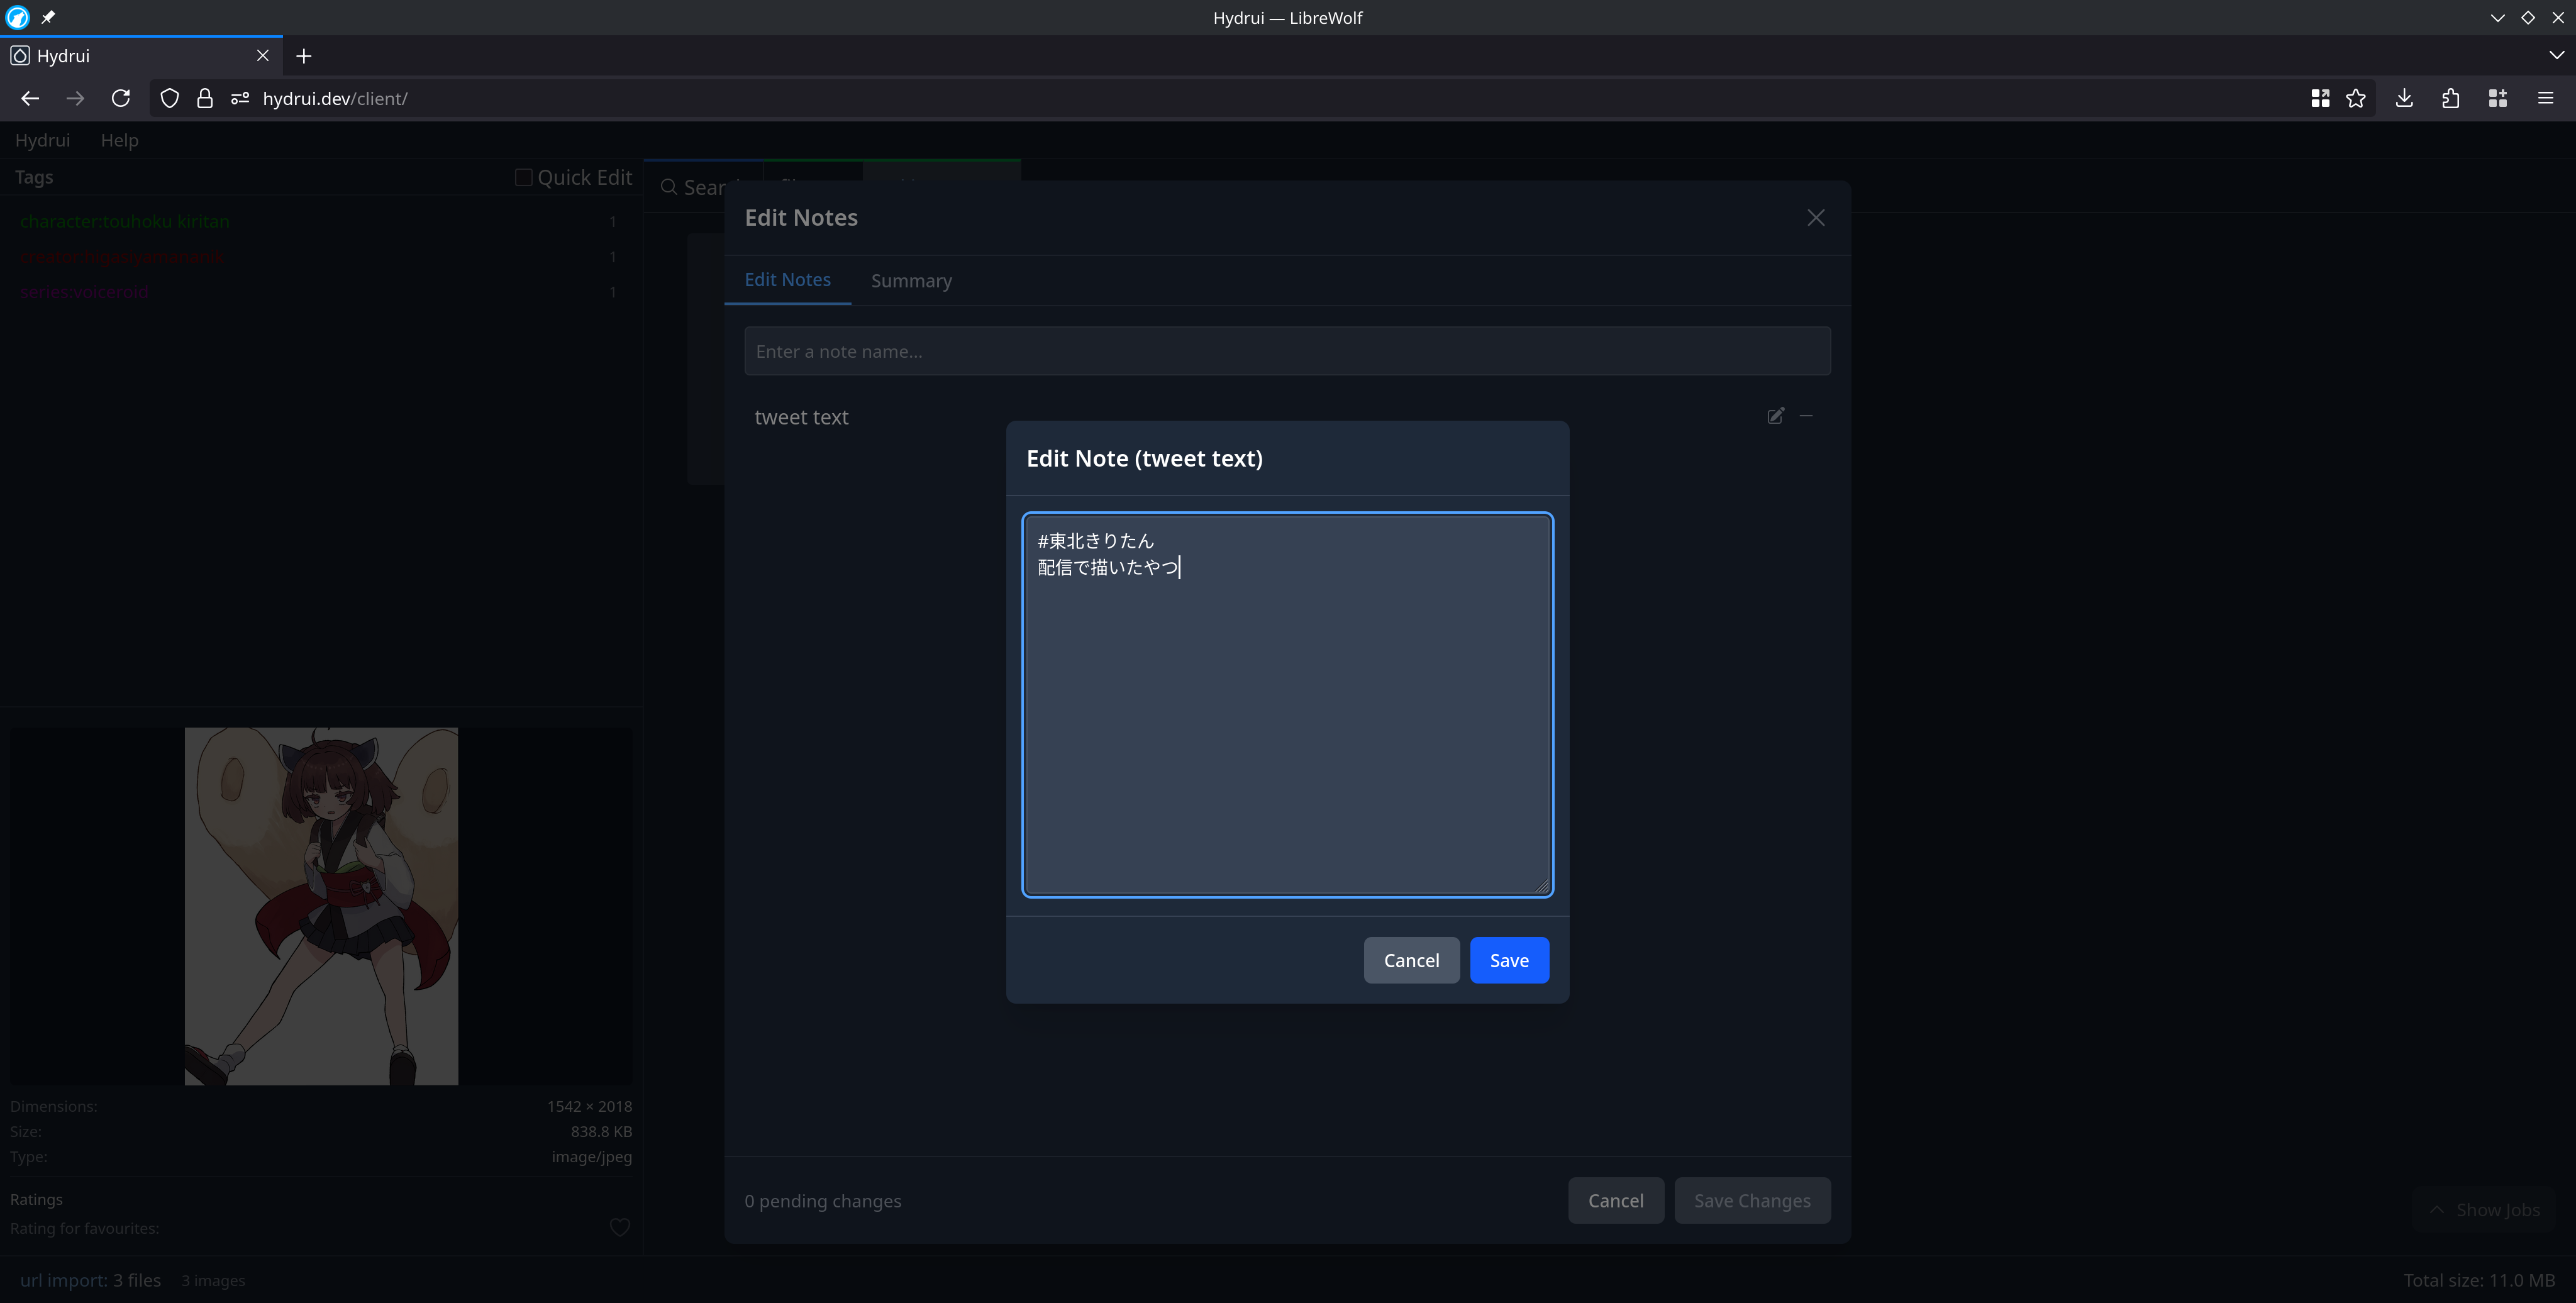 Hydrui — LibreWolf
Hydrui
hydrui.dev/client/
Hydrui Help
Tags
Quick Edit
character:touhoku kiritan 1
1
series:voiceroid 1
Dimensions: 1542 × 2018
Size: 838.8 KB
Type: image/jpeg
Ratings
Rating for favourites:
Edit Notes
Edit Notes Summary
Enter a note name...
tweet text
Edit Note (tweet text)
#東北きりたん
配信で描いたやつ
Cancel Save
0 pending changes
Cancel Save Changes
Show Jobs
url import: 3 files 3 images
Total size: 11.0 MB